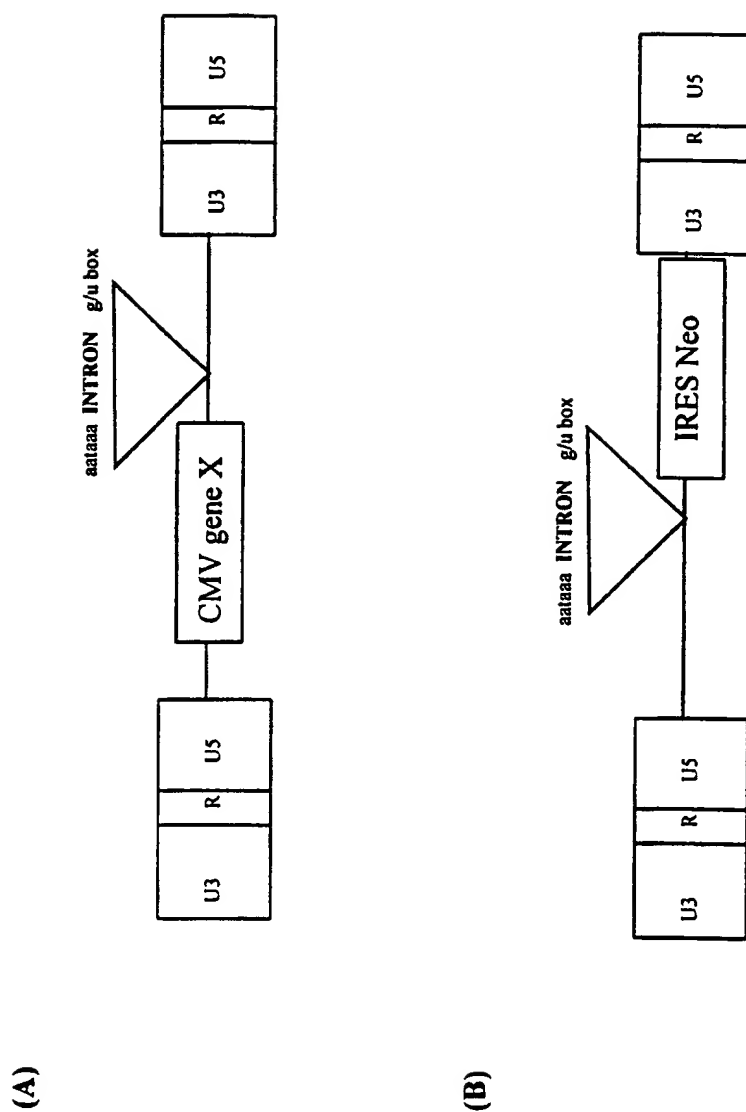 (A)
aataaa INTRON g/u box
U3 R U5
CMV gene X
U3 R U5
(B)
aataaa INTRON g/u box
U3 R U5
IRES Neo
U3 R U5